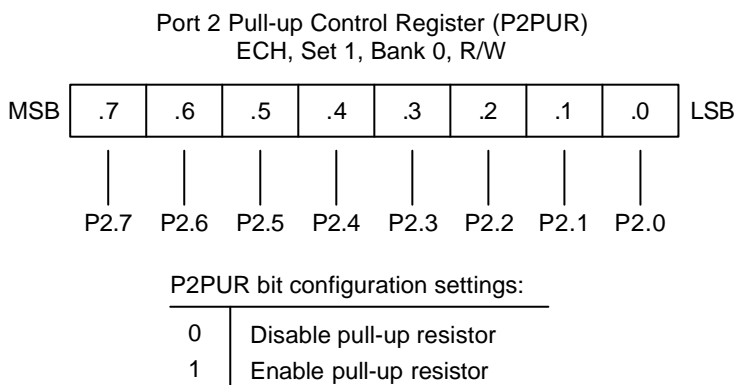 Port 2 Pull-up Control Register (P2PUR)
ECH, Set 1, Bank 0, R/W
MSB .7 .6 .5 .4 .3 .2 .1 .0 LSB
P2.7 P2.6 P2.5 P2.4 P2.3 P2.2 P2.1 P2.0
P2PUR bit configuration settings:
0 Disable pull-up resistor
1 Enable pull-up resistor